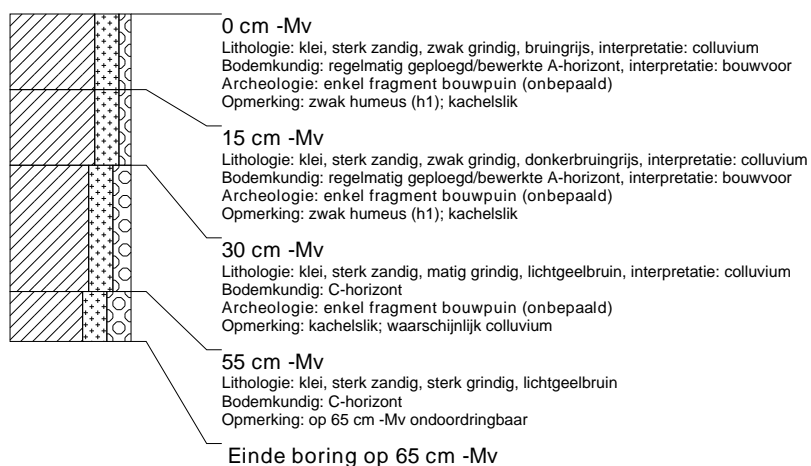 0 cm -Mv
Lithologie: klei, sterk zandig, zwak grindig, bruingrijs, interpretatie: colluvium
Bodemkundig: regelmatig geploegd/bewerkte A-horizont, interpretatie: bouwvoor
Archeologie: enkel fragment bouwpuin (onbepaald)
Opmerking: zwak humeus (h1); kachelslik
15 cm -Mv
Lithologie: klei, sterk zandig, zwak grindig, donkerbruingrijs, interpretatie: colluvium
Bodemkundig: regelmatig geploegd/bewerkte A-horizont, interpretatie: bouwvoor
Archeologie: enkel fragment bouwpuin (onbepaald)
Opmerking: zwak humeus (h1); kachelslik
30 cm -Mv
Lithologie: klei, sterk zandig, matig grindig, lichtgeelbruin, interpretatie: colluvium
Bodemkundig: C-horizont
Archeologie: enkel fragment bouwpuin (onbepaald)
Opmerking: kachelslik; waarschijnlijk colluvium
55 cm -Mv
Lithologie: klei, sterk zandig, sterk grindig, lichtgeelbruin
Bodemkundig: C-horizont
Opmerking: op 65 cm -Mv ondoordringbaar
Einde boring op 65 cm -Mv